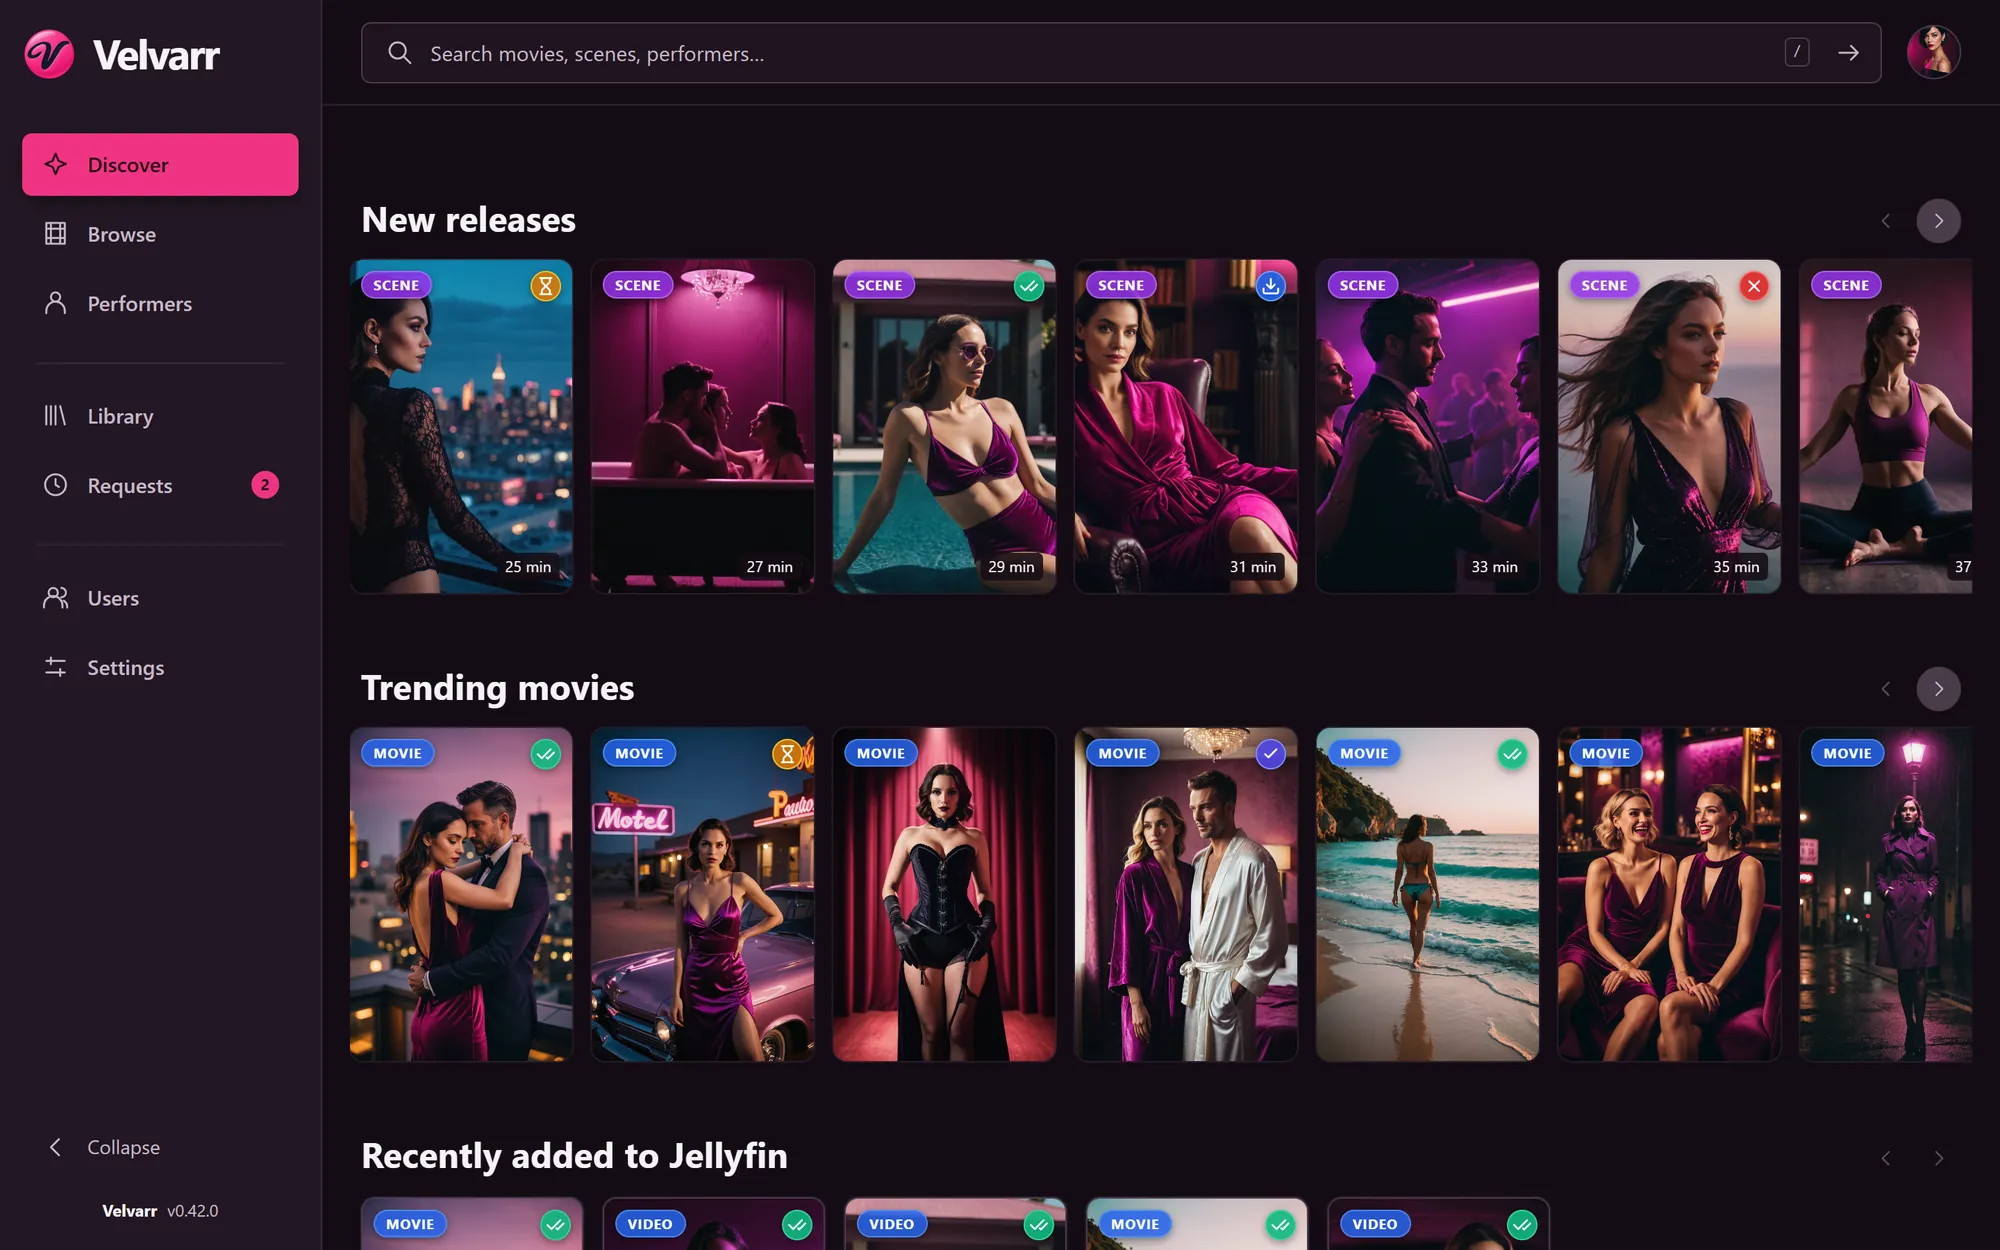 Velvarr
Search movies, scenes, performers...
/
Discover
Browse
Performers
Library
Requests
2
Users
Settings
Collapse
Velvarr v0.42.0
New releases
SCENE
25 min
SCENE
27 min
SCENE
29 min
SCENE
31 min
SCENE
33 min
SCENE
35 min
SCENE
37
Trending movies
MOVIE
MOVIE
Motel
MOVIE
MOVIE
MOVIE
MOVIE
MOVIE
Recently added to Jellyfin
MOVIE
VIDEO
VIDEO
MOVIE
VIDEO